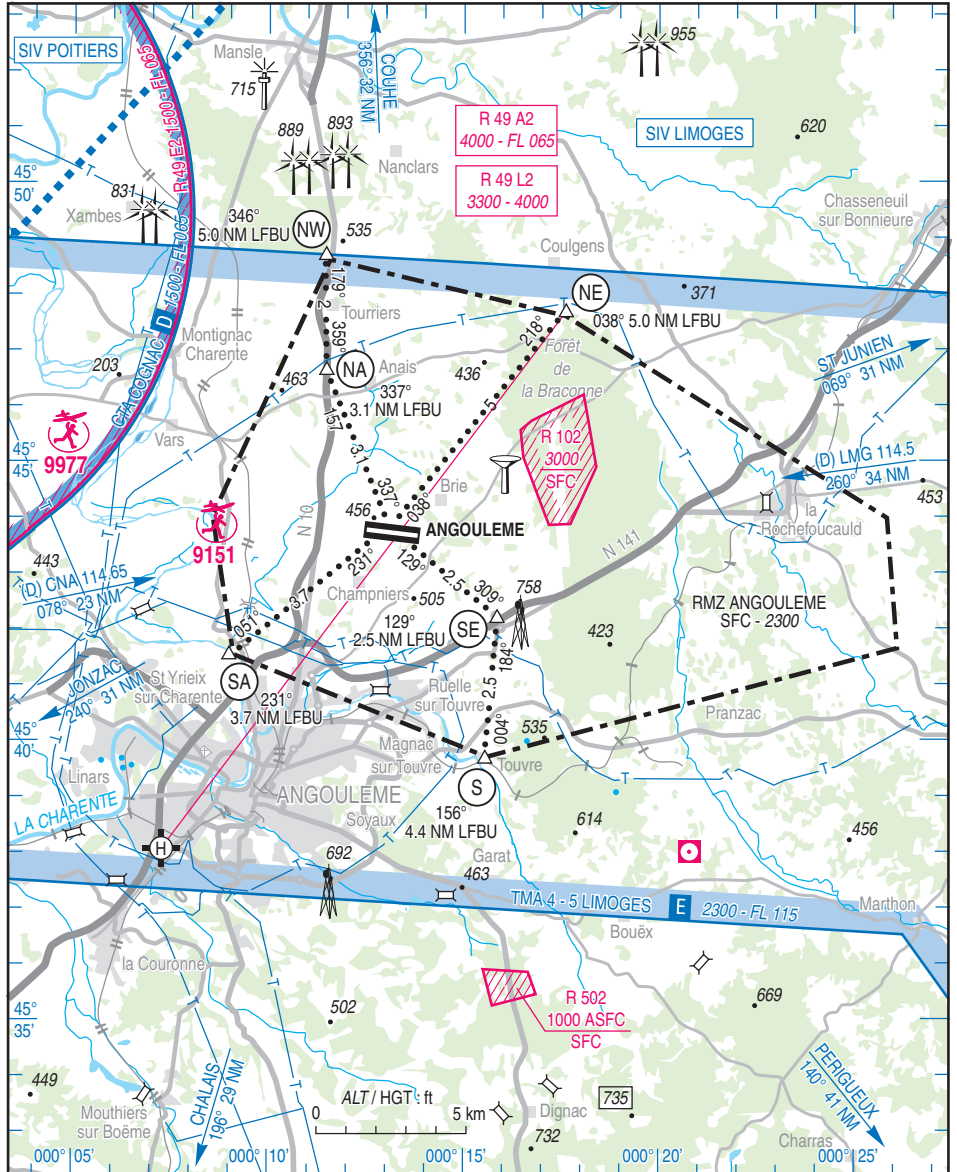 SIV POITIERS
Mansle
715
COUHE
356° 32 NM
955
R 49 E2 1500 - FL 065
889
893
Nanclars
R 49 A2
4000 - FL 065
SIV LIMOGES
620
R 49 L2
3300 - 4000
45°
50'
831
Xambes
346°
5.0 NM LFBU
NW
535
Chasseneuil
sur Bonnieure
Coulgens
CTA COGNAC D 1500 - FL 065
NE
371
038° 5.0 NM LFBU
179°
2
359°
Tourriers
218°
Montignac
Charente
Forêt
de
la Braconne
ST JUNIEN
069° 31 NM
203
463
NA
Anais
337°
3.1 NM LFBU
436
5
157
3.1
337°
9977
Vars
45°
45'
R 102
3000
SFC
(D) LMG 114.5
260° 34 NM
453
Brie
038°
456
ANGOULEME
la
Rochefoucauld
9151
N 10
N 141
443
(D) CNA 114.65
078° 23 NM
231°
129°
2.5
309°
758
3.7
Champniers
505
129°
2.5 NM LFBU
RMZ ANGOULEME
SFC - 2300
051°
SE
423
184°
SA
St Yrieix
sur Charente
231°
3.7 NM LFBU
JONZAC
240° 31 NM
Ruelle
sur Touvre
2.5
004°
Pranzac
45°
40'
535
Magnac
sur Touvre
Touvre
Linars
ANGOULEME
S
LA CHARENTE
156°
4.4 NM LFBU
Soyaux
614
456
H
Garat
692
463
TMA 4 - 5 LIMOGES E 2300 - FL 115
Marthon
Bouëx
la Couronne
45°
35'
502
R 502
1000 ASFC
SFC
669
449
CHALAIS
196° 29 NM
ALT / HGT : ft
0
5 km
735
PERIGUEUX
140° 41 NM
Mouthiers
sur Boëme
Dignac
732
Charras
000° 05'
000° 10'
000° 15'
000° 20'
000° 25'